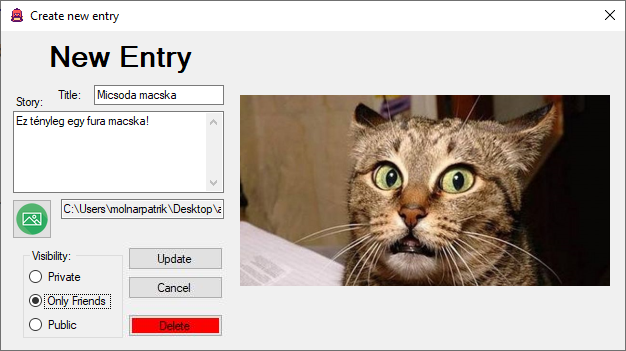 Create new entry
New Entry
Title: Micsoda macska
Story:
Ez tényleg egy fura macska!
C:\Users\molnarpatrik\Desktop\a
Visibility:
Private
Only Friends
Public
Update
Cancel
Delete